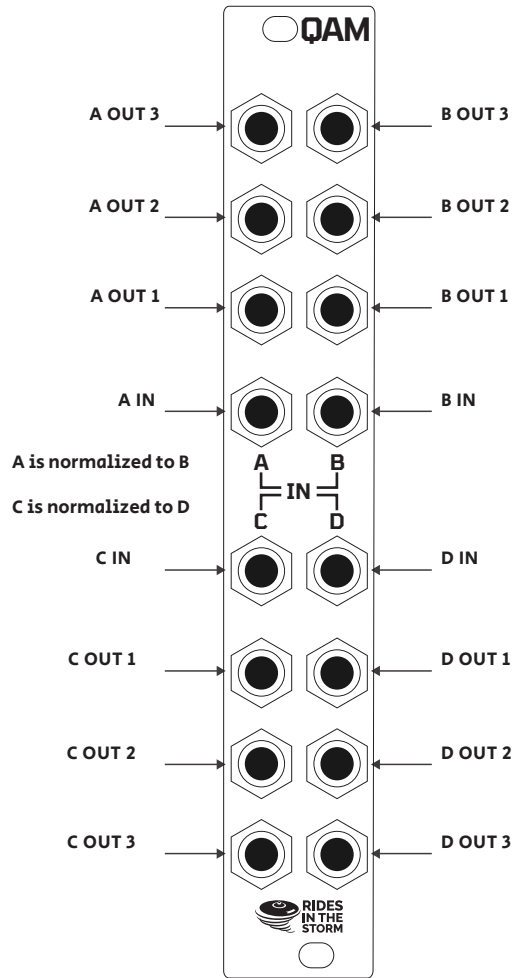 QAM
A OUT 3
B OUT 3
A OUT 2
B OUT 2
A OUT 1
B OUT 1
A IN
B IN
A is normalized to B
A
B
IN
C is normalized to D
C
D
C IN
D IN
C OUT 1
D OUT 1
C OUT 2
D OUT 2
C OUT 3
D OUT 3
RIDES
IN THE
STORM